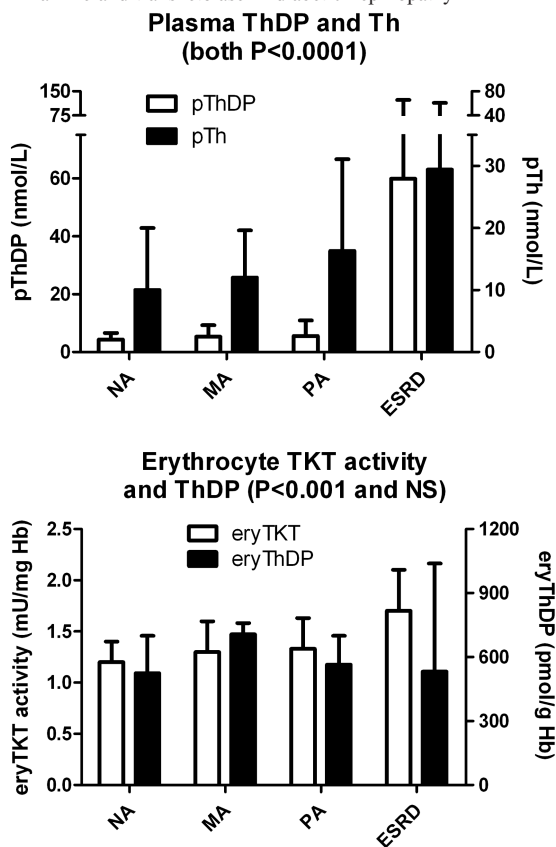 Plasma ThDP and Th
(both P<0.0001)
150
75
60
40
20
0
pThDP (nmol/L)
pThDP
pTh
80
40
30
20
10
0
pTh (nmol/L)
NA
MA
PA
ESRD
Erythrocyte TKT activity
and ThDP (P<0.001 and NS)
2.5
2.0
1.5
1.0
0.5
0.0
eryTKT activity (mU/mg Hb)
eryTKT
eryThDP
1200
900
600
300
0
eryThDP (pmol/g Hb)
NA
MA
PA
ESRD